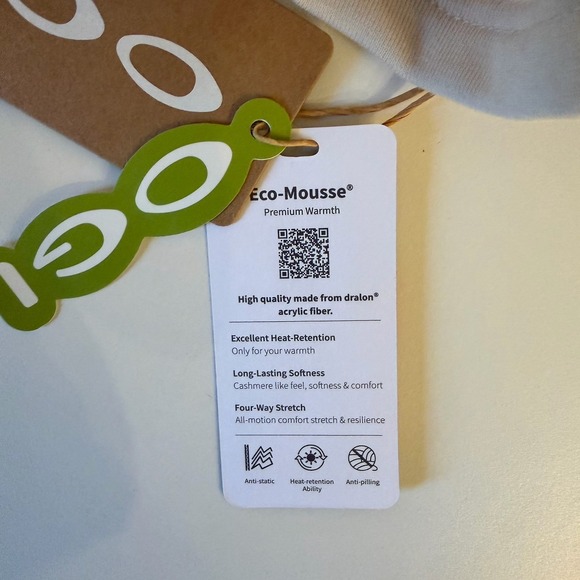 IGO
Eco-Mousse®
Premium Warmth
High quality made from dralon®
acrylic fiber.
Excellent Heat-Retention
Only for your warmth
Long-Lasting Softness
Cashmere like feel, softness & comfort
Four-Way Stretch
All-motion comfort stretch & resilience
Anti-static
Heat-retention
Ability
Anti-pilling